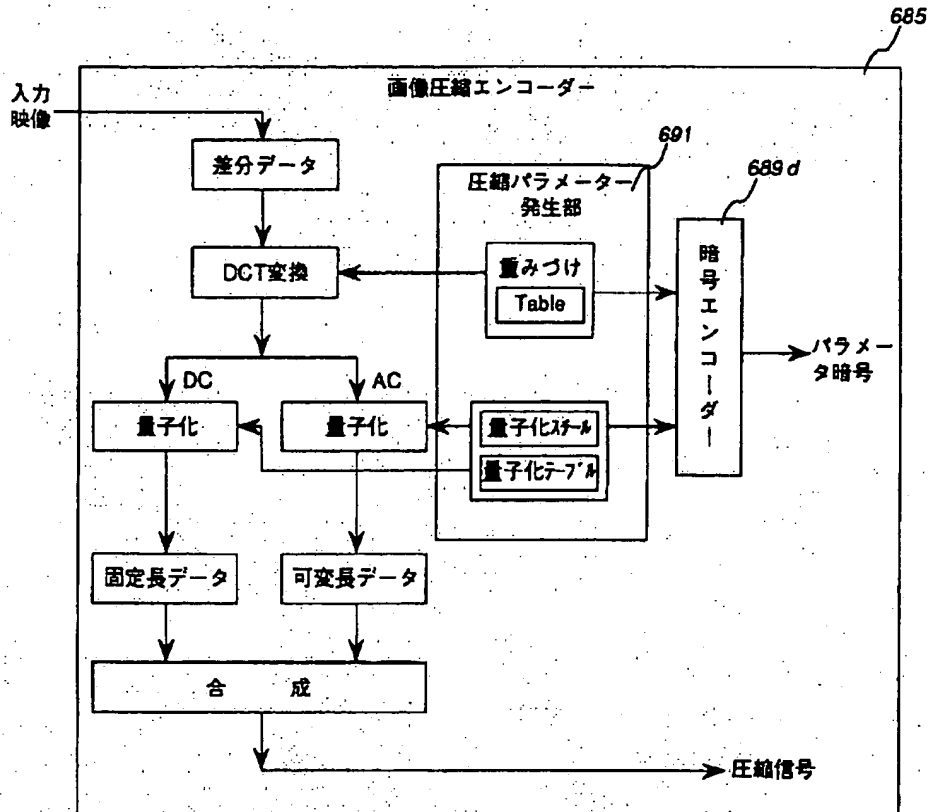 685
画像圧縮エンコーダー
入力
映像
差分データ
691
圧縮パラメーター
発生部
689d
DCT変換
重みづけ
Table
暗号エンコーダー
パラメー
タ暗号
DC
AC
量子化
量子化
量子化スケール
量子化テーブル
固定長データ
可変長データ
合成
圧縮信号